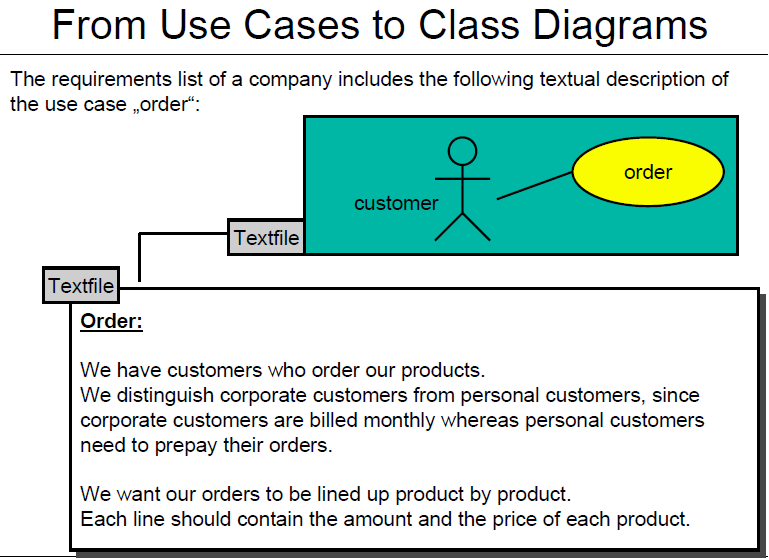 From Use Cases to Class Diagrams
The requirements list of a company includes the following textual description of
the use case „order“:
order
customer
Textfile
Textfile
Order:
We have customers who order our products.
We distinguish corporate customers from personal customers, since
corporate customers are billed monthly whereas personal customers
need to prepay their orders.
We want our orders to be lined up product by product.
Each line should contain the amount and the price of each product.